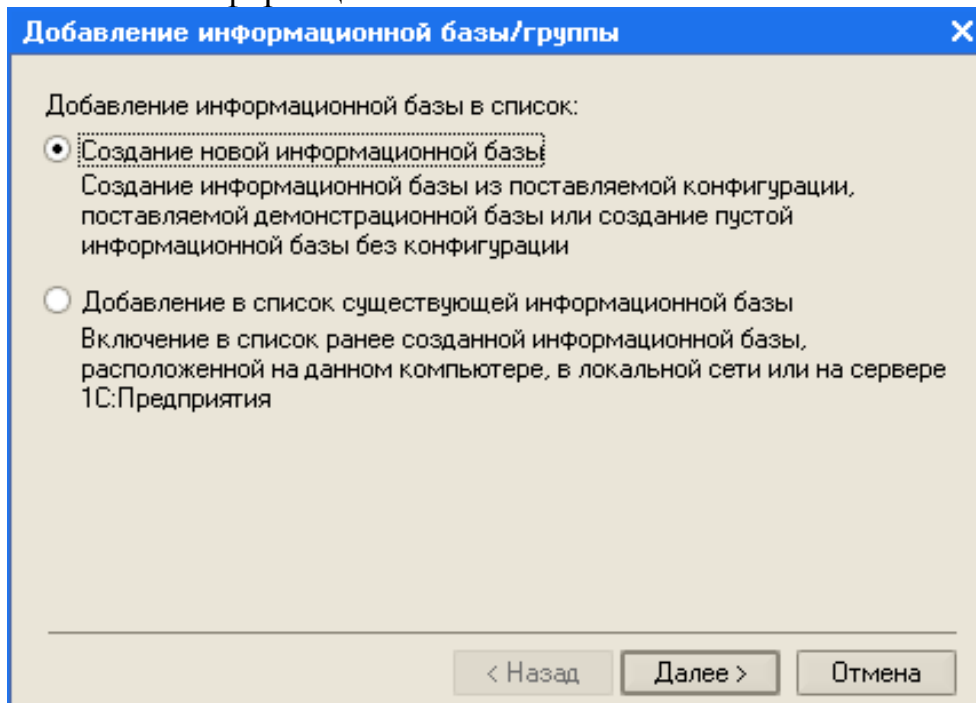 Добавление информационной базы/группы
Добавление информационной базы в список:
Создание новой информационной базы
Создание информационной базы из поставляемой конфигурации,
поставляемой демонстрационной базы или создание пустой
информационной базы без конфигурации
Добавление в список существующей информационной базы
Включение в список ранее созданной информационной базы,
расположенной на данном компьютере, в локальной сети или на сервере
1С:Предприятия
< Назад Далее > Отмена